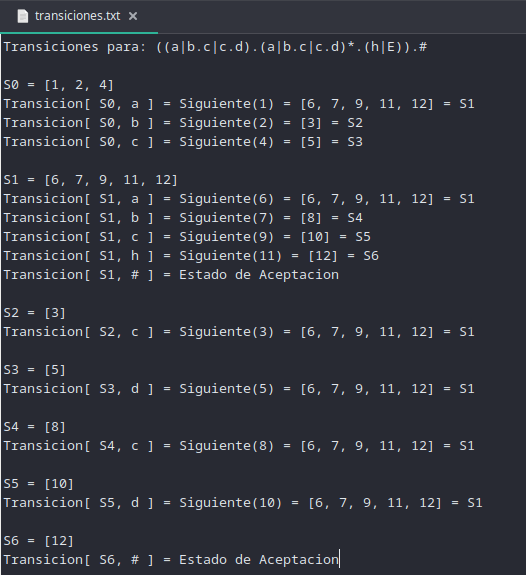 transiciones.txt ×
Transiciones para: ((a|b.c|c.d).(a|b.c|c.d)*.(h|E)).#
S0 = [1, 2, 4]
Transicion[ S0, a ] = Siguiente(1) = [6, 7, 9, 11, 12] = S1
Transicion[ S0, b ] = Siguiente(2) = [3] = S2
Transicion[ S0, c ] = Siguiente(4) = [5] = S3
S1 = [6, 7, 9, 11, 12]
Transicion[ S1, a ] = Siguiente(6) = [6, 7, 9, 11, 12] = S1
Transicion[ S1, b ] = Siguiente(7) = [8] = S4
Transicion[ S1, c ] = Siguiente(9) = [10] = S5
Transicion[ S1, h ] = Siguiente(11) = [12] = S6
Transicion[ S1, # ] = Estado de Aceptacion
S2 = [3]
Transicion[ S2, c ] = Siguiente(3) = [6, 7, 9, 11, 12] = S1
S3 = [5]
Transicion[ S3, d ] = Siguiente(5) = [6, 7, 9, 11, 12] = S1
S4 = [8]
Transicion[ S4, c ] = Siguiente(8) = [6, 7, 9, 11, 12] = S1
S5 = [10]
Transicion[ S5, d ] = Siguiente(10) = [6, 7, 9, 11, 12] = S1
S6 = [12]
Transicion[ S6, # ] = Estado de Aceptacion